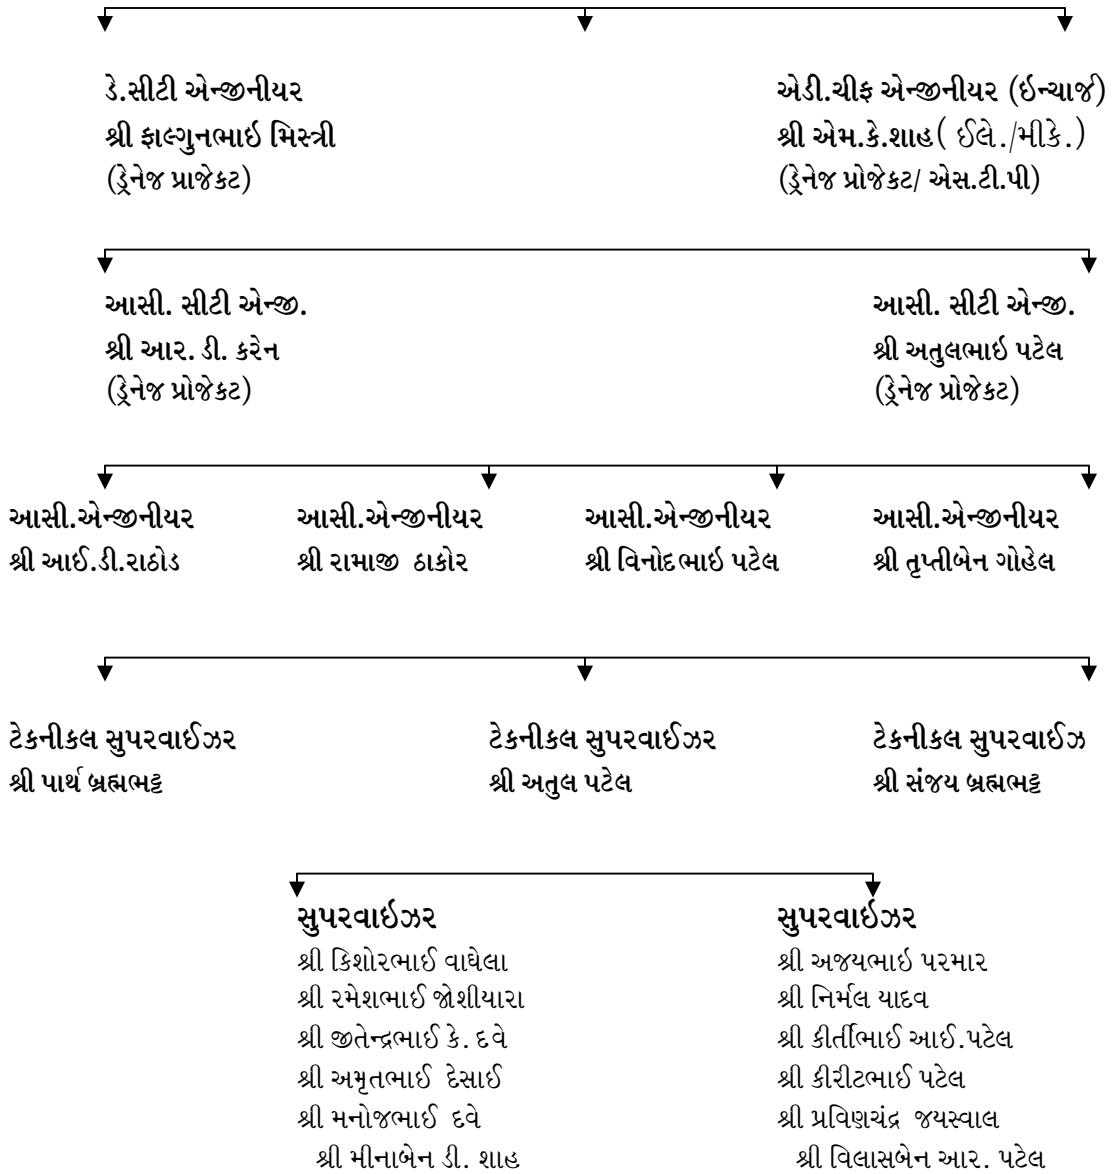 ડે.સીટી એન્જીનીયર
શ્રી ફાલ્ગુનભાઇ મિસ્ત્રી
(ડ્રેનેજ પ્રાજેકટ)
એડી.ચીફ એન્જીનીયર (ઇન્ચાર્જ)
શ્રી એમ.કે.શાહ( ઈલે./મીકે.)
(ડ્રેનેજ પ્રોજેકટ/ એસ.ટી.પી)
આસી. સીટી એન્જી.
શ્રી આર. ડી. કરેન
(ડ્રેનેજ પ્રોજેકટ)
આસી. સીટી એન્જી.
શ્રી અતુલભાઇ પટેલ
(ડ્રેનેજ પ્રોજેકટ)
આસી.એન્જીનીયર
શ્રી આઈ.ડી.રાઠોડ
આસી.એન્જીનીયર
શ્રી રામાજી ઠાકોર
આસી.એન્જીનીયર
શ્રી વિનોદભાઇ પટેલ
આસી.એન્જીનીયર
શ્રી તૃપ્તીબેન ગોહેલ
ટેકનીકલ સુપરવાઈઝર
શ્રી પાર્થ બ્રહ્મભટ્ટ
ટેકનીકલ સુપરવાઈઝર
શ્રી અતુલ પટેલ
ટેકનીકલ સુપરવાઈઝ
શ્રી સંજય બ્રહ્મભટ્ટ
સુપરવાઇઝર
શ્રી કિશોરભાઈ વાઘેલા
શ્રી રમેશભાઈ જોશીયારા
શ્રી જીતેન્દ્રભાઈ કે. દવે
શ્રી અમૃતભાઈ દેસાઈ
શ્રી મનોજભાઈ દવે
શ્રી મીનાબેન ડી. શાહ
સુપરવાઇઝર
શ્રી અજયભાઇ પરમાર
શ્રી નિર્મલ યાદવ
શ્રી કીર્તીભાઈ આઈ.પટેલ
શ્રી કીરીટભાઈ પટેલ
શ્રી પ્રવિણચંદ્ર જયસ્વાલ
શ્રી વિલાસબેન આર. પટેલ